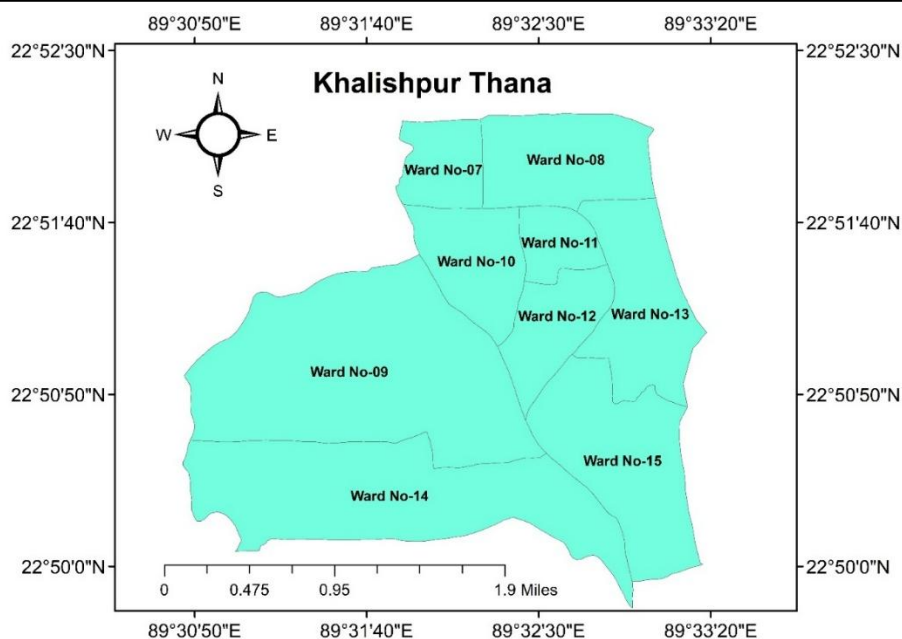 89°30'50"E 89°31'40"E 89°32'30"E 89°33'20"E
22°52'30"N 22°52'30"N
Khalishpur Thana
N
W E
S
Ward No-07 Ward No-08
22°51'40"N 22°51'40"N
Ward No-11
Ward No-10
Ward No-12 Ward No-13
Ward No-09
22°50'50"N 22°50'50"N
Ward No-15
Ward No-14
22°50'0"N 22°50'0"N
0 0.475 0.95 1.9 Miles
89°30'50"E 89°31'40"E 89°32'30"E 89°33'20"E